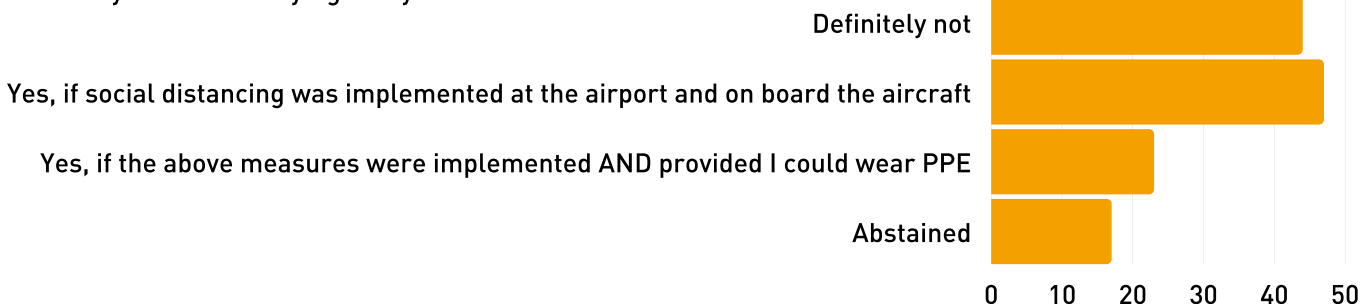 Definitely not
Yes, if social distancing was implemented at the airport and on board the aircraft
Yes, if the above measures were implemented AND provided I could wear PPE
Abstained
0 10 20 30 40 50